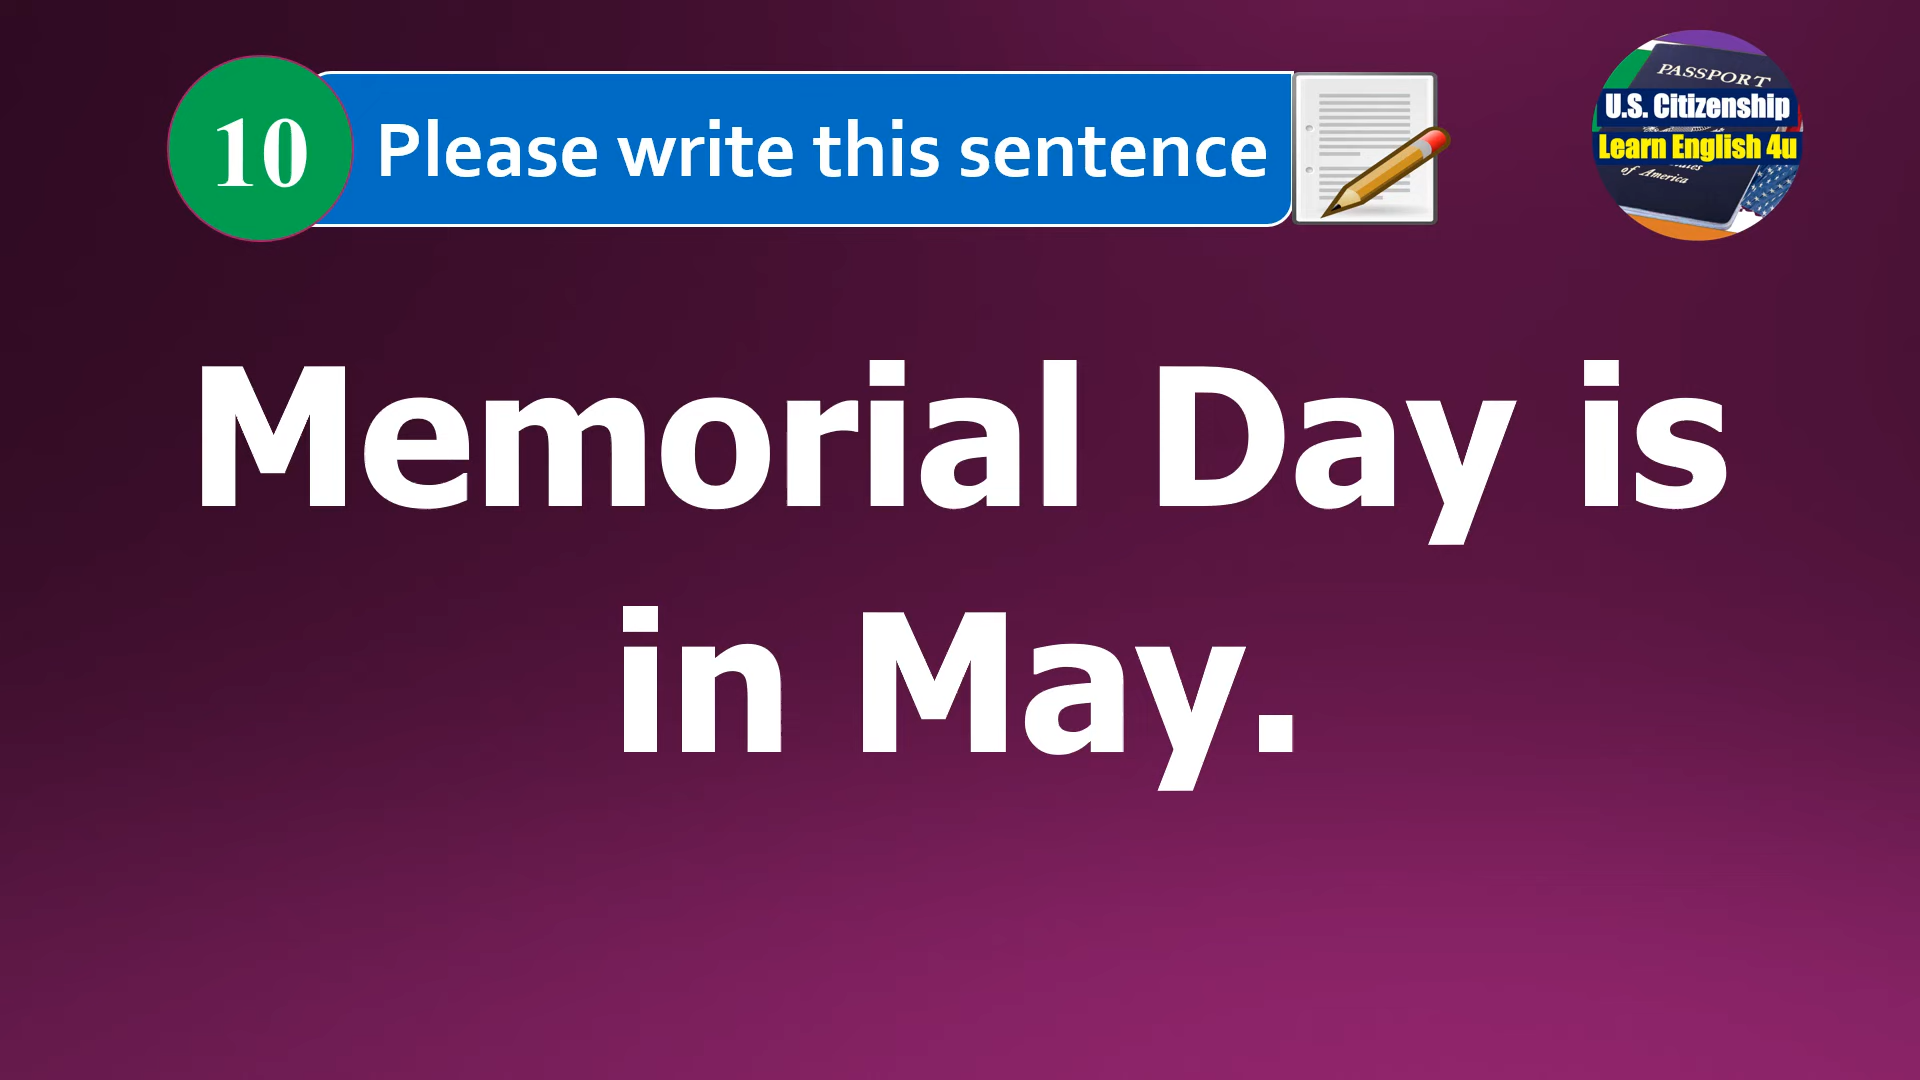 10
Please write this sentence
PASSPORT
U.S. Citizenship
Learn English 4u
of America
Memorial Day is
in May.